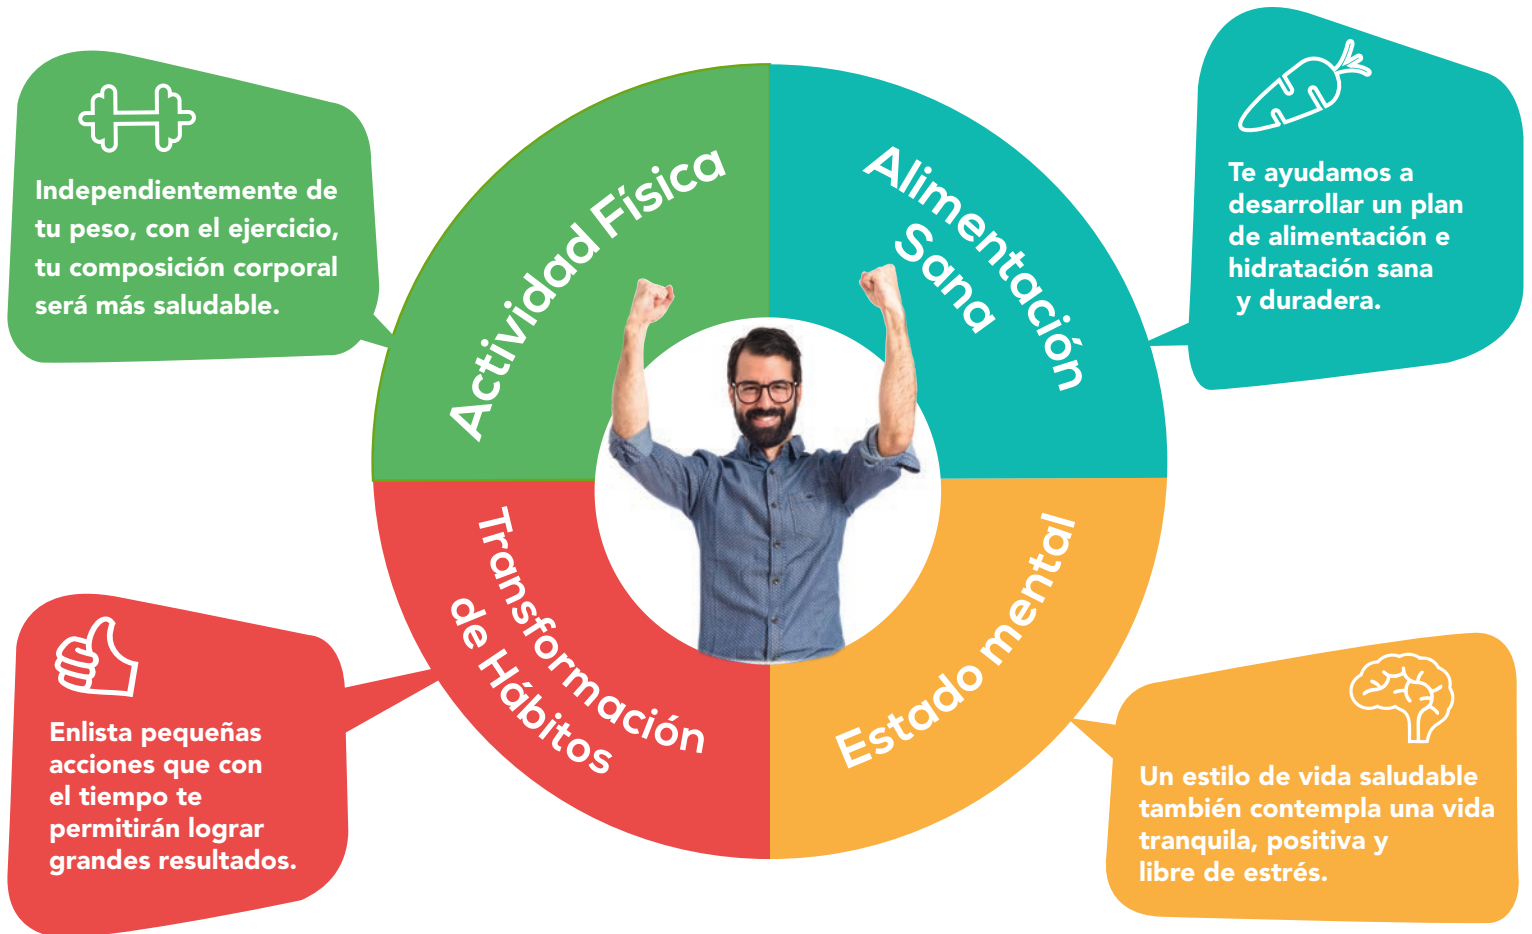 Independientemente de
tu peso, con el ejercicio,
tu composición corporal
será más saludable.
Actividad Física
Alimentación
Sana
Te ayudamos a
desarrollar un plan
de alimentación e
hidratación sana
y duradera.
Enlista pequeñas
acciones que con
el tiempo te
permitirán lograr
grandes resultados.
Transformación
de Hábitos
Estado mental
Un estilo de vida saludable
también contempla una vida
tranquila, positiva y
libre de estrés.